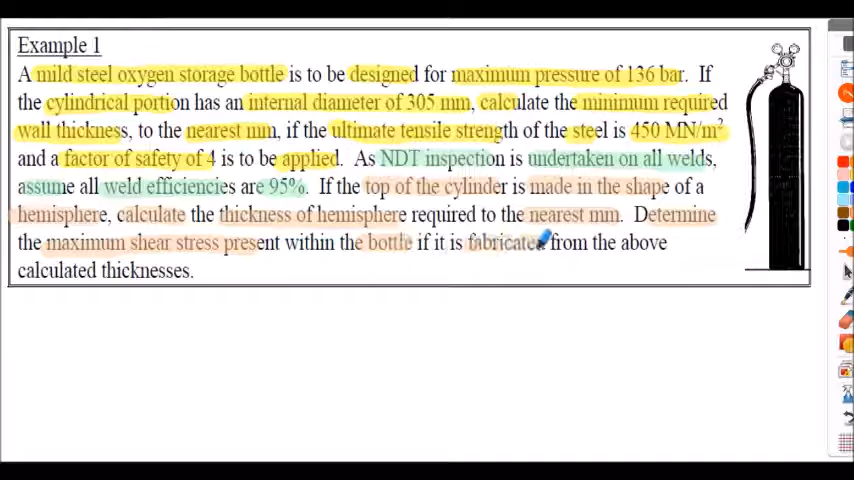 Example 1
A mild steel oxygen storage bottle is to be designed for maximum pressure of 136 bar. If
the cylindrical portion has an internal diameter of 305 mm, calculate the minimum required
wall thickness, to the nearest mm, if the ultimate tensile strength of the steel is 450 MN/m²
and a factor of safety of 4 is to be applied. As NDT inspection is undertaken on all welds,
assume all weld efficiencies are 95%. If the top of the cylinder is made in the shape of a
hemisphere, calculate the thickness of hemisphere required to the nearest mm. Determine
the maximum shear stress present within the bottle if it is fabricated from the above
calculated thicknesses.